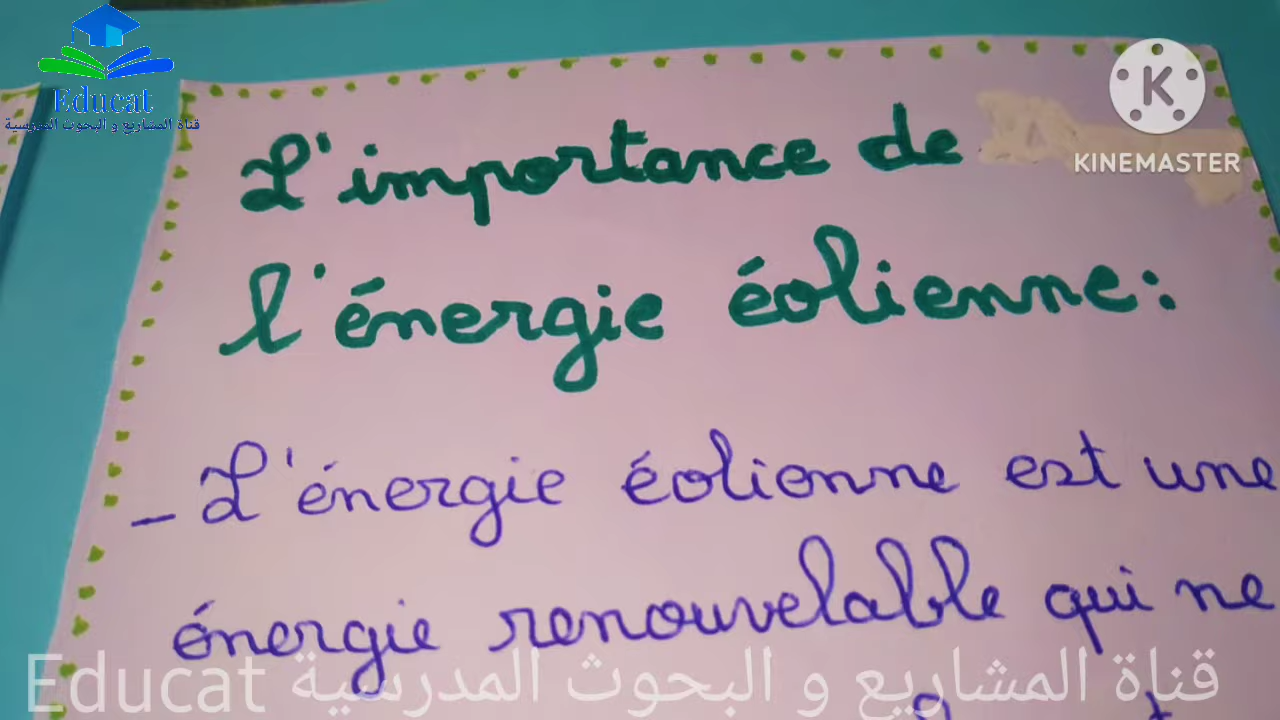 Educat
قناة المشاريع و البحوث المدرسية
K
KINEMASTER
L'importance de
l'énergie éolienne:
_ L'énergie éolienne est une
énergie renouvelable qui ne
Educat قناة المشاريع و البحوث المدرسية